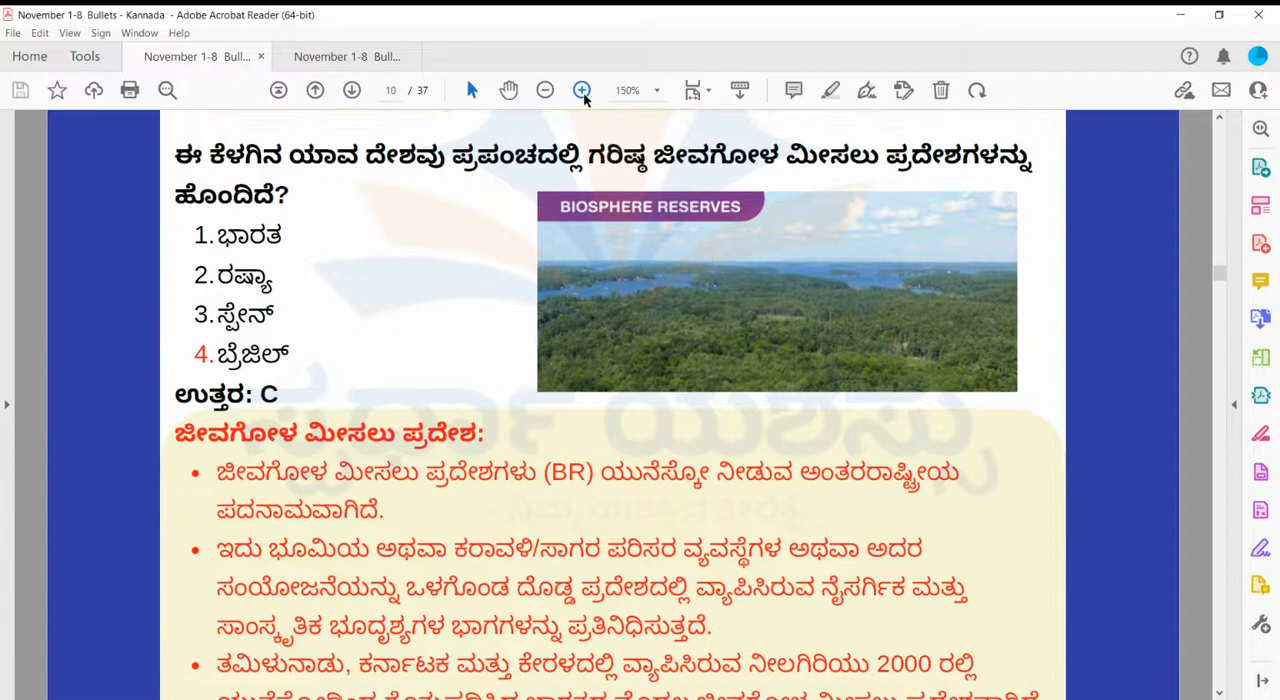 November 1-8 Bullets - Kannada - Adobe Acrobat Reader (64-bit)
File Edit View Sign Window Help
Home Tools November 1-8 Bull... × November 1-8 Bull...
10 / 37 150%
ಈ ಕೆಳಗಿನ ಯಾವ ದೇಶವು ಪ್ರಪಂಚದಲ್ಲಿ ಗರಿಷ್ಠ ಜೀವಗೋಳ ಮೀಸಲು ಪ್ರದೇಶಗಳನ್ನು
ಹೊಂದಿದೆ?
BIOSPHERE RESERVES
1. ಭಾರತ
2. ರಷ್ಯಾ
3. ಸ್ಪೇನ್
4. ಬ್ರೆಜಿಲ್
ಉತ್ತರ: C
ಸ್ಪರ್ಧಾ ಯಶಸ್ಸು
ಜೀವಗೋಳ ಮೀಸಲು ಪ್ರದೇಶ:
• ಜೀವಗೋಳ ಮೀಸಲು ಪ್ರದೇಶಗಳು (BR) ಯುನೆಸ್ಕೋ ನೀಡುವ ಅಂತರರಾಷ್ಟ್ರೀಯ
ಪದನಾಮವಾಗಿದೆ.
• ಇದು ಭೂಮಿಯ ಅಥವಾ ಕರಾವಳಿ/ಸಾಗರ ಪರಿಸರ ವ್ಯವಸ್ಥೆಗಳ ಅಥವಾ ಅದರ
ಸಂಯೋಜನೆಯನ್ನು ಒಳಗೊಂಡ ದೊಡ್ಡ ಪ್ರದೇಶದಲ್ಲಿ ವ್ಯಾಪಿಸಿರುವ ನೈಸರ್ಗಿಕ ಮತ್ತು
ಸಾಂಸ್ಕೃತಿಕ ಭೂದೃಶ್ಯಗಳ ಭಾಗಗಳನ್ನು ಪ್ರತಿನಿಧಿಸುತ್ತದೆ.
• ತಮಿಳುನಾಡು, ಕರ್ನಾಟಕ ಮತ್ತು ಕೇರಳದಲ್ಲಿ ವ್ಯಾಪಿಸಿರುವ ನೀಲಗಿರಿಯು 2000 ರಲ್ಲಿ